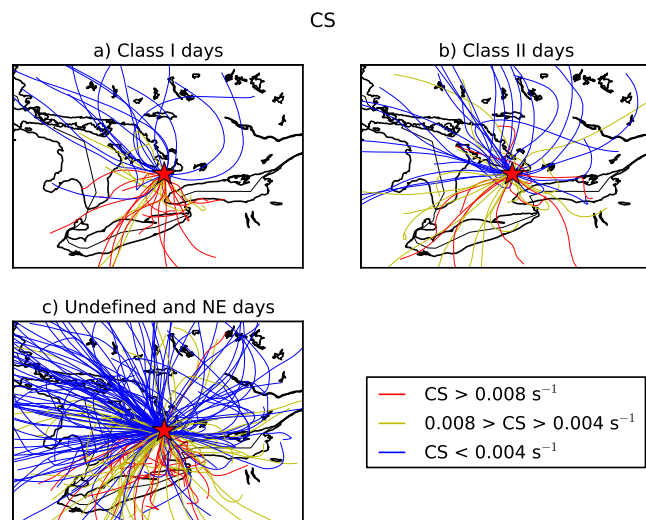 CS
a) Class I days
b) Class II days
c) Undefined and NE days
CS > 0.008 s⁻¹
0.008 > CS > 0.004 s⁻¹
CS < 0.004 s⁻¹